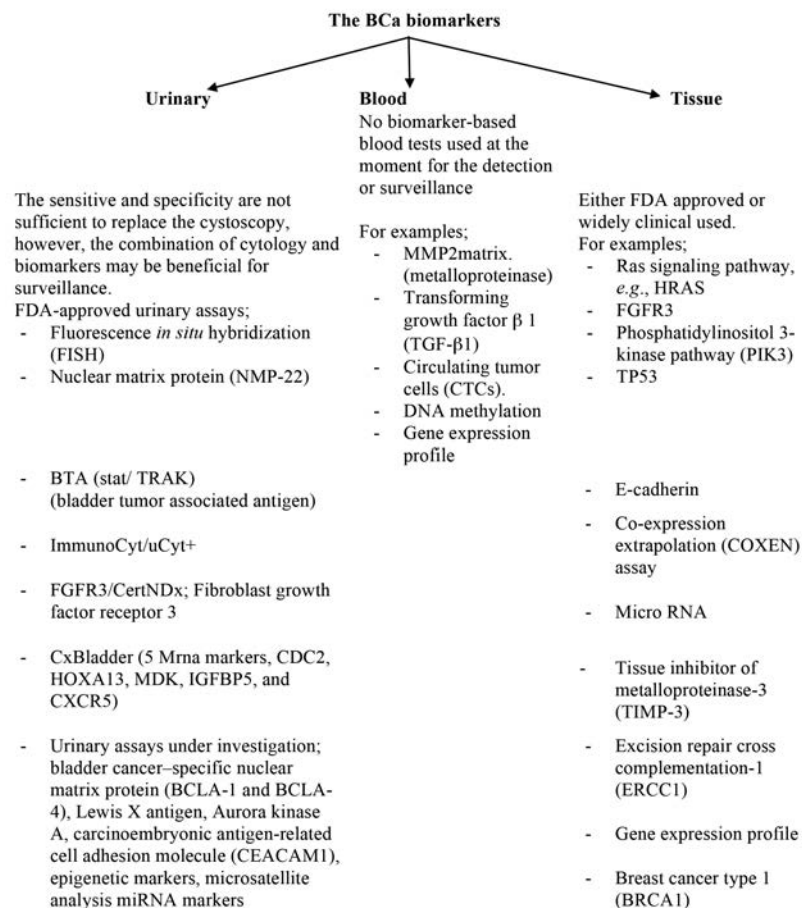 The BCa biomarkers
Urinary
The sensitive and specificity are not
sufficient to replace the cystoscopy,
however, the combination of cytology and
biomarkers may be beneficial for
surveillance.
FDA-approved urinary assays;
- Fluorescence in situ hybridization
(FISH)
- Nuclear matrix protein (NMP-22)
- BTA (stat/ TRAK)
(bladder tumor associated antigen)
- ImmunoCyt/uCyt+
- FGFR3/CertNDx; Fibroblast growth
factor receptor 3
- CxBladder (5 Mrna markers, CDC2,
HOXA13, MDK, IGFBP5, and
CXCR5)
- Urinary assays under investigation;
bladder cancer–specific nuclear
matrix protein (BCLA-1 and BCLA-
4), Lewis X antigen, Aurora kinase
A, carcinoembryonic antigen-related
cell adhesion molecule (CEACAM1),
epigenetic markers, microsatellite
analysis miRNA markers
Blood
No biomarker-based
blood tests used at the
moment for the detection
or surveillance
For examples;
- MMP2matrix.
(metalloproteinase)
- Transforming
growth factor β 1
(TGF-β1)
- Circulating tumor
cells (CTCs).
- DNA methylation
- Gene expression
profile
Tissue
Either FDA approved or
widely clinical used.
For examples;
- Ras signaling pathway,
e.g., HRAS
- FGFR3
- Phosphatidylinositol 3-
kinase pathway (PIK3)
- TP53
- E-cadherin
- Co-expression
extrapolation (COXEN)
assay
- Micro RNA
- Tissue inhibitor of
metalloproteinase-3
(TIMP-3)
- Excision repair cross
complementation-1
(ERCC1)
- Gene expression profile
- Breast cancer type 1
(BRCA1)